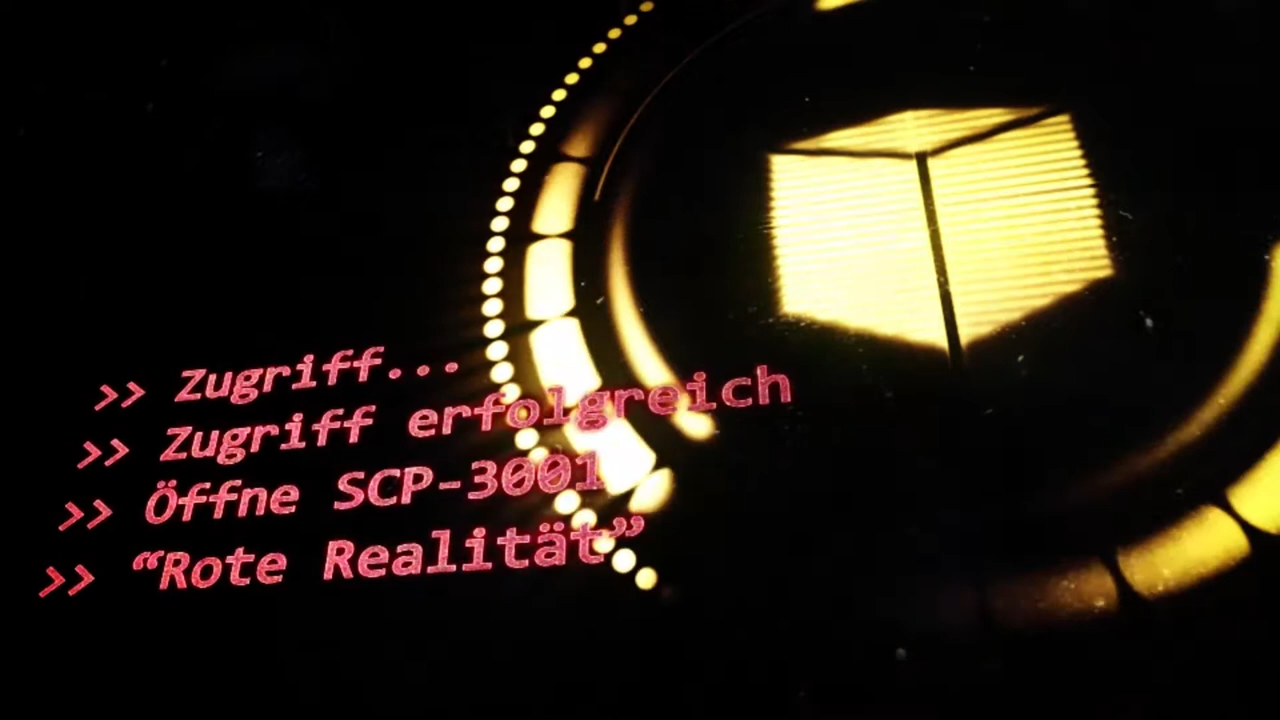 >> Zugriff...
>> Zugriff erfolgreich
>> Öffne SCP-3001
>> “Rote Realität”